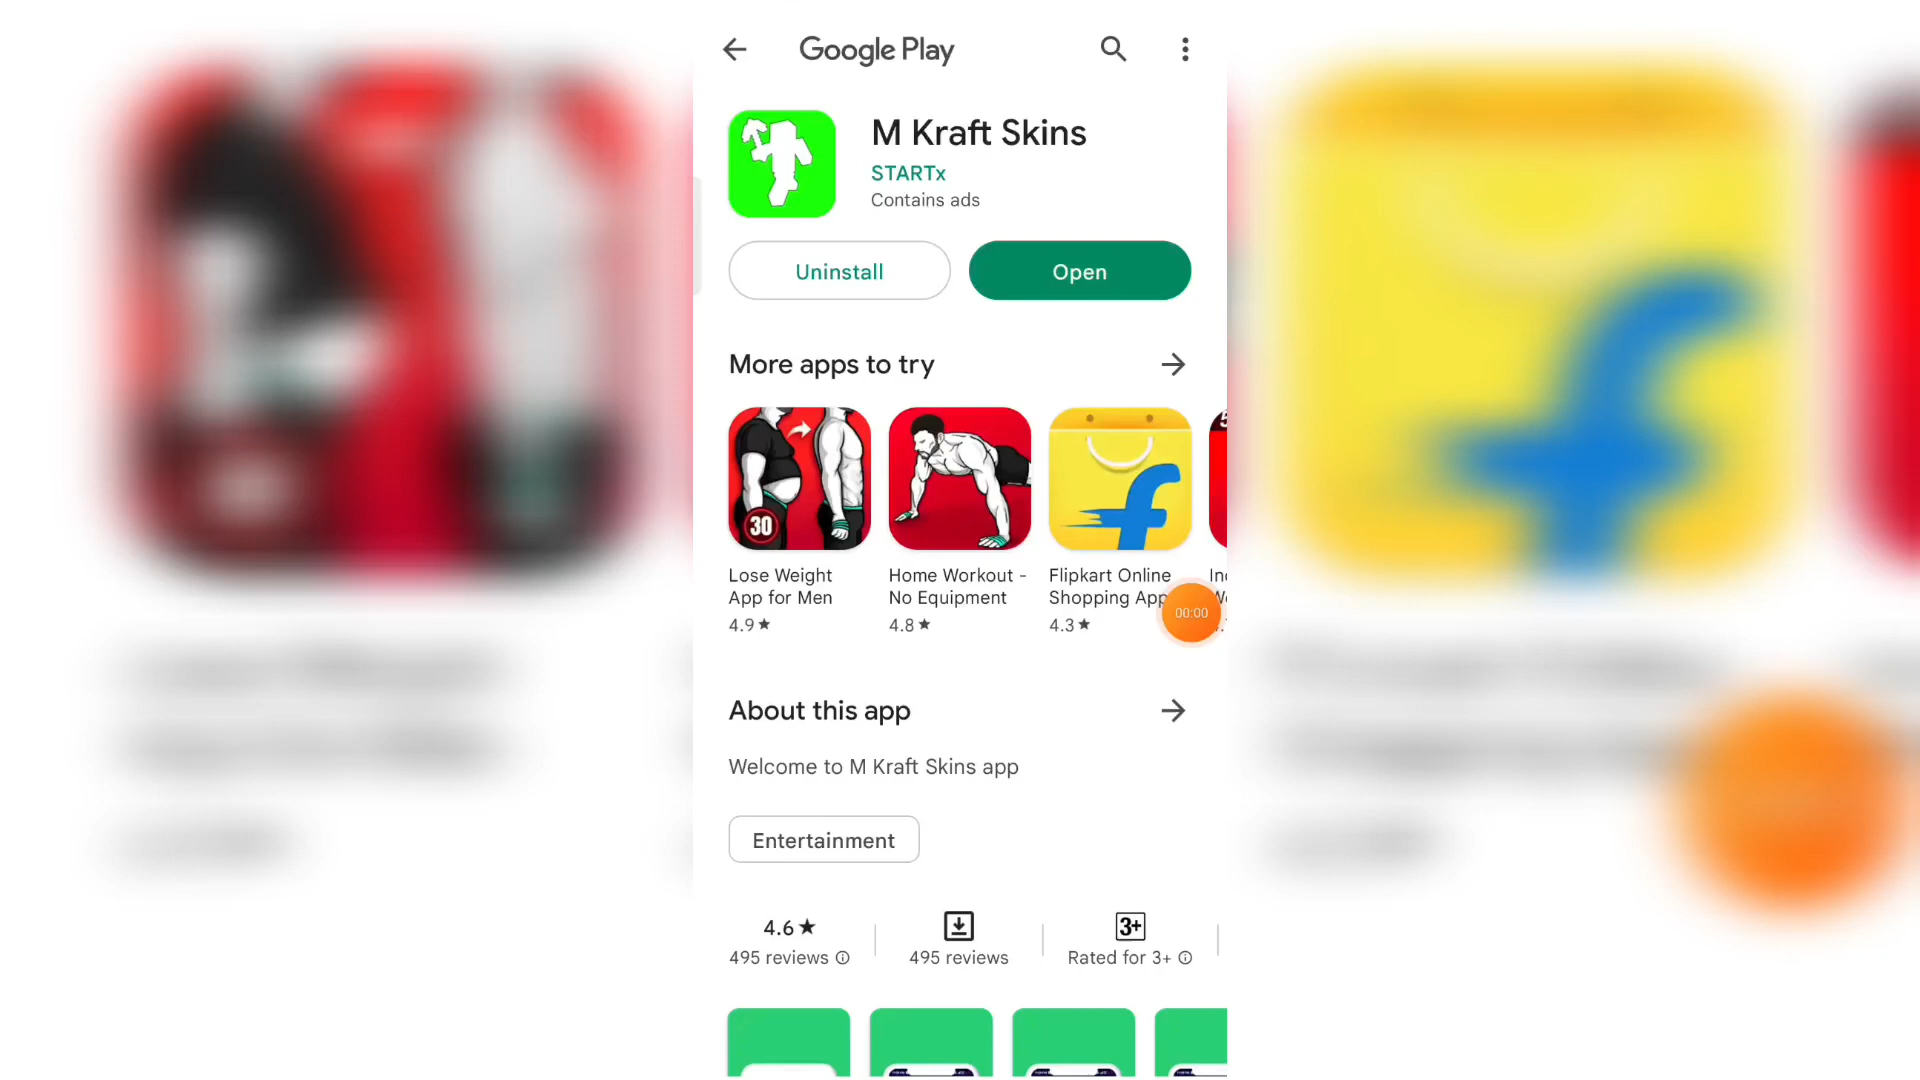 Google Play
M Kraft Skins
STARTx
Contains ads
Uninstall
Open
More apps to try
30
5
Lose Weight
App for Men
4.9★
Home Workout -
No Equipment
4.8★
Flipkart Online
Shopping App
4.3★
00:00
About this app
Welcome to M Kraft Skins app
Entertainment
4.6★
495 reviews
495 reviews
3+
Rated for 3+